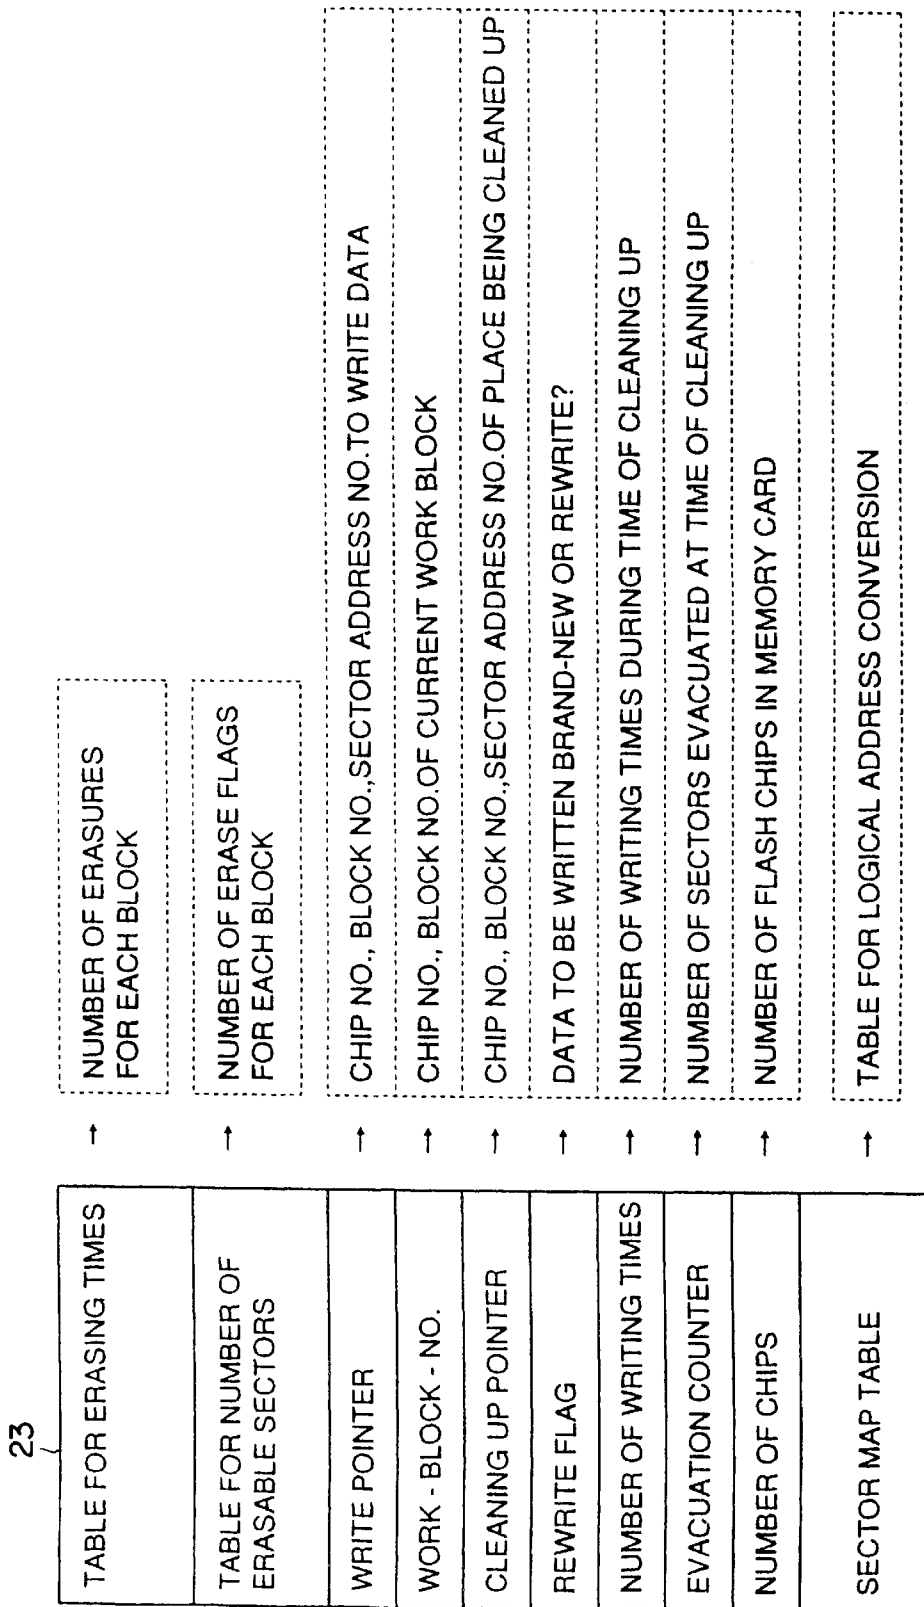 23
TABLE FOR ERASING TIMES
→
NUMBER OF ERASURES
FOR EACH BLOCK
TABLE FOR NUMBER OF
ERASABLE SECTORS
→
NUMBER OF ERASE FLAGS
FOR EACH BLOCK
WRITE POINTER
→
CHIP NO., BLOCK NO.,SECTOR ADDRESS NO.TO WRITE DATA
WORK - BLOCK - NO.
→
CHIP NO., BLOCK NO.OF CURRENT WORK BLOCK
CLEANING UP POINTER
→
CHIP NO., BLOCK NO.,SECTOR ADDRESS NO.OF PLACE BEING CLEANED UP
REWRITE FLAG
→
DATA TO BE WRITTEN BRAND-NEW OR REWRITE?
NUMBER OF WRITING TIMES
→
NUMBER OF WRITING TIMES DURING TIME OF CLEANING UP
EVACUATION COUNTER
→
NUMBER OF SECTORS EVACUATED AT TIME OF CLEANING UP
NUMBER OF CHIPS
→
NUMBER OF FLASH CHIPS IN MEMORY CARD
SECTOR MAP TABLE
→
TABLE FOR LOGICAL ADDRESS CONVERSION